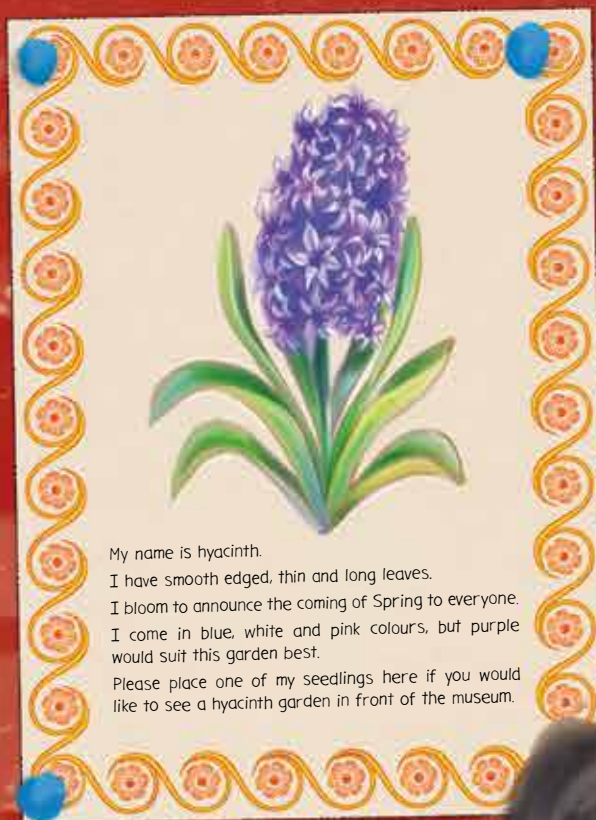 My name is hyacinth.
I have smooth edged, thin and long leaves.
I bloom to announce the coming of Spring to everyone.
I come in blue, white and pink colours, but purple
would suit this garden best.
Please place one of my seedlings here if you would
like to see a hyacinth garden in front of the museum.